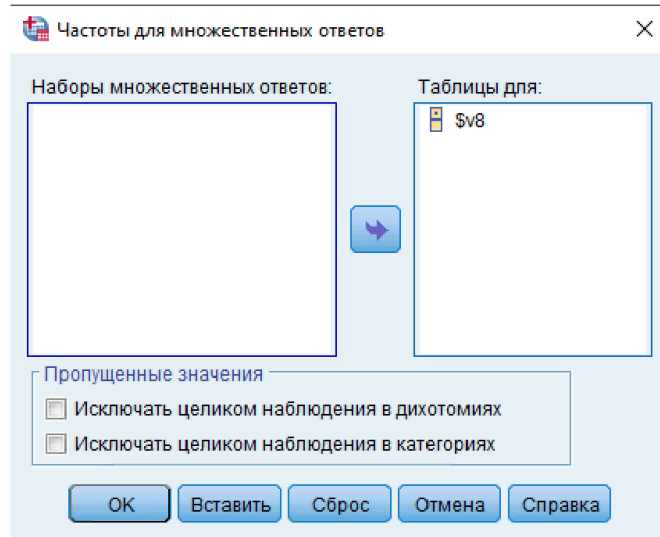 Частоты для множественных ответов
Наборы множественных ответов: Таблицы для:
$v8
Пропущенные значения
Исключать целиком наблюдения в дихотомиях
Исключать целиком наблюдения в категориях
OK Вставить Сброс Отмена Справка